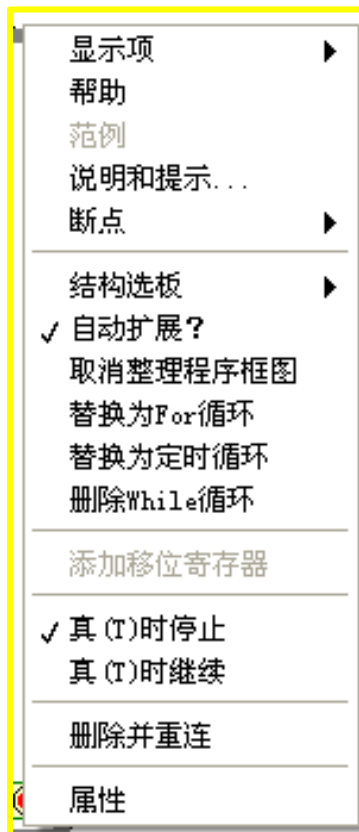 显示项
帮助
范例
说明和提示...
断点
结构选板
自动扩展?
取消整理程序框图
替换为For循环
替换为定时循环
删除While循环
添加移位寄存器
真(T)时停止
真(T)时继续
删除并重连
属性